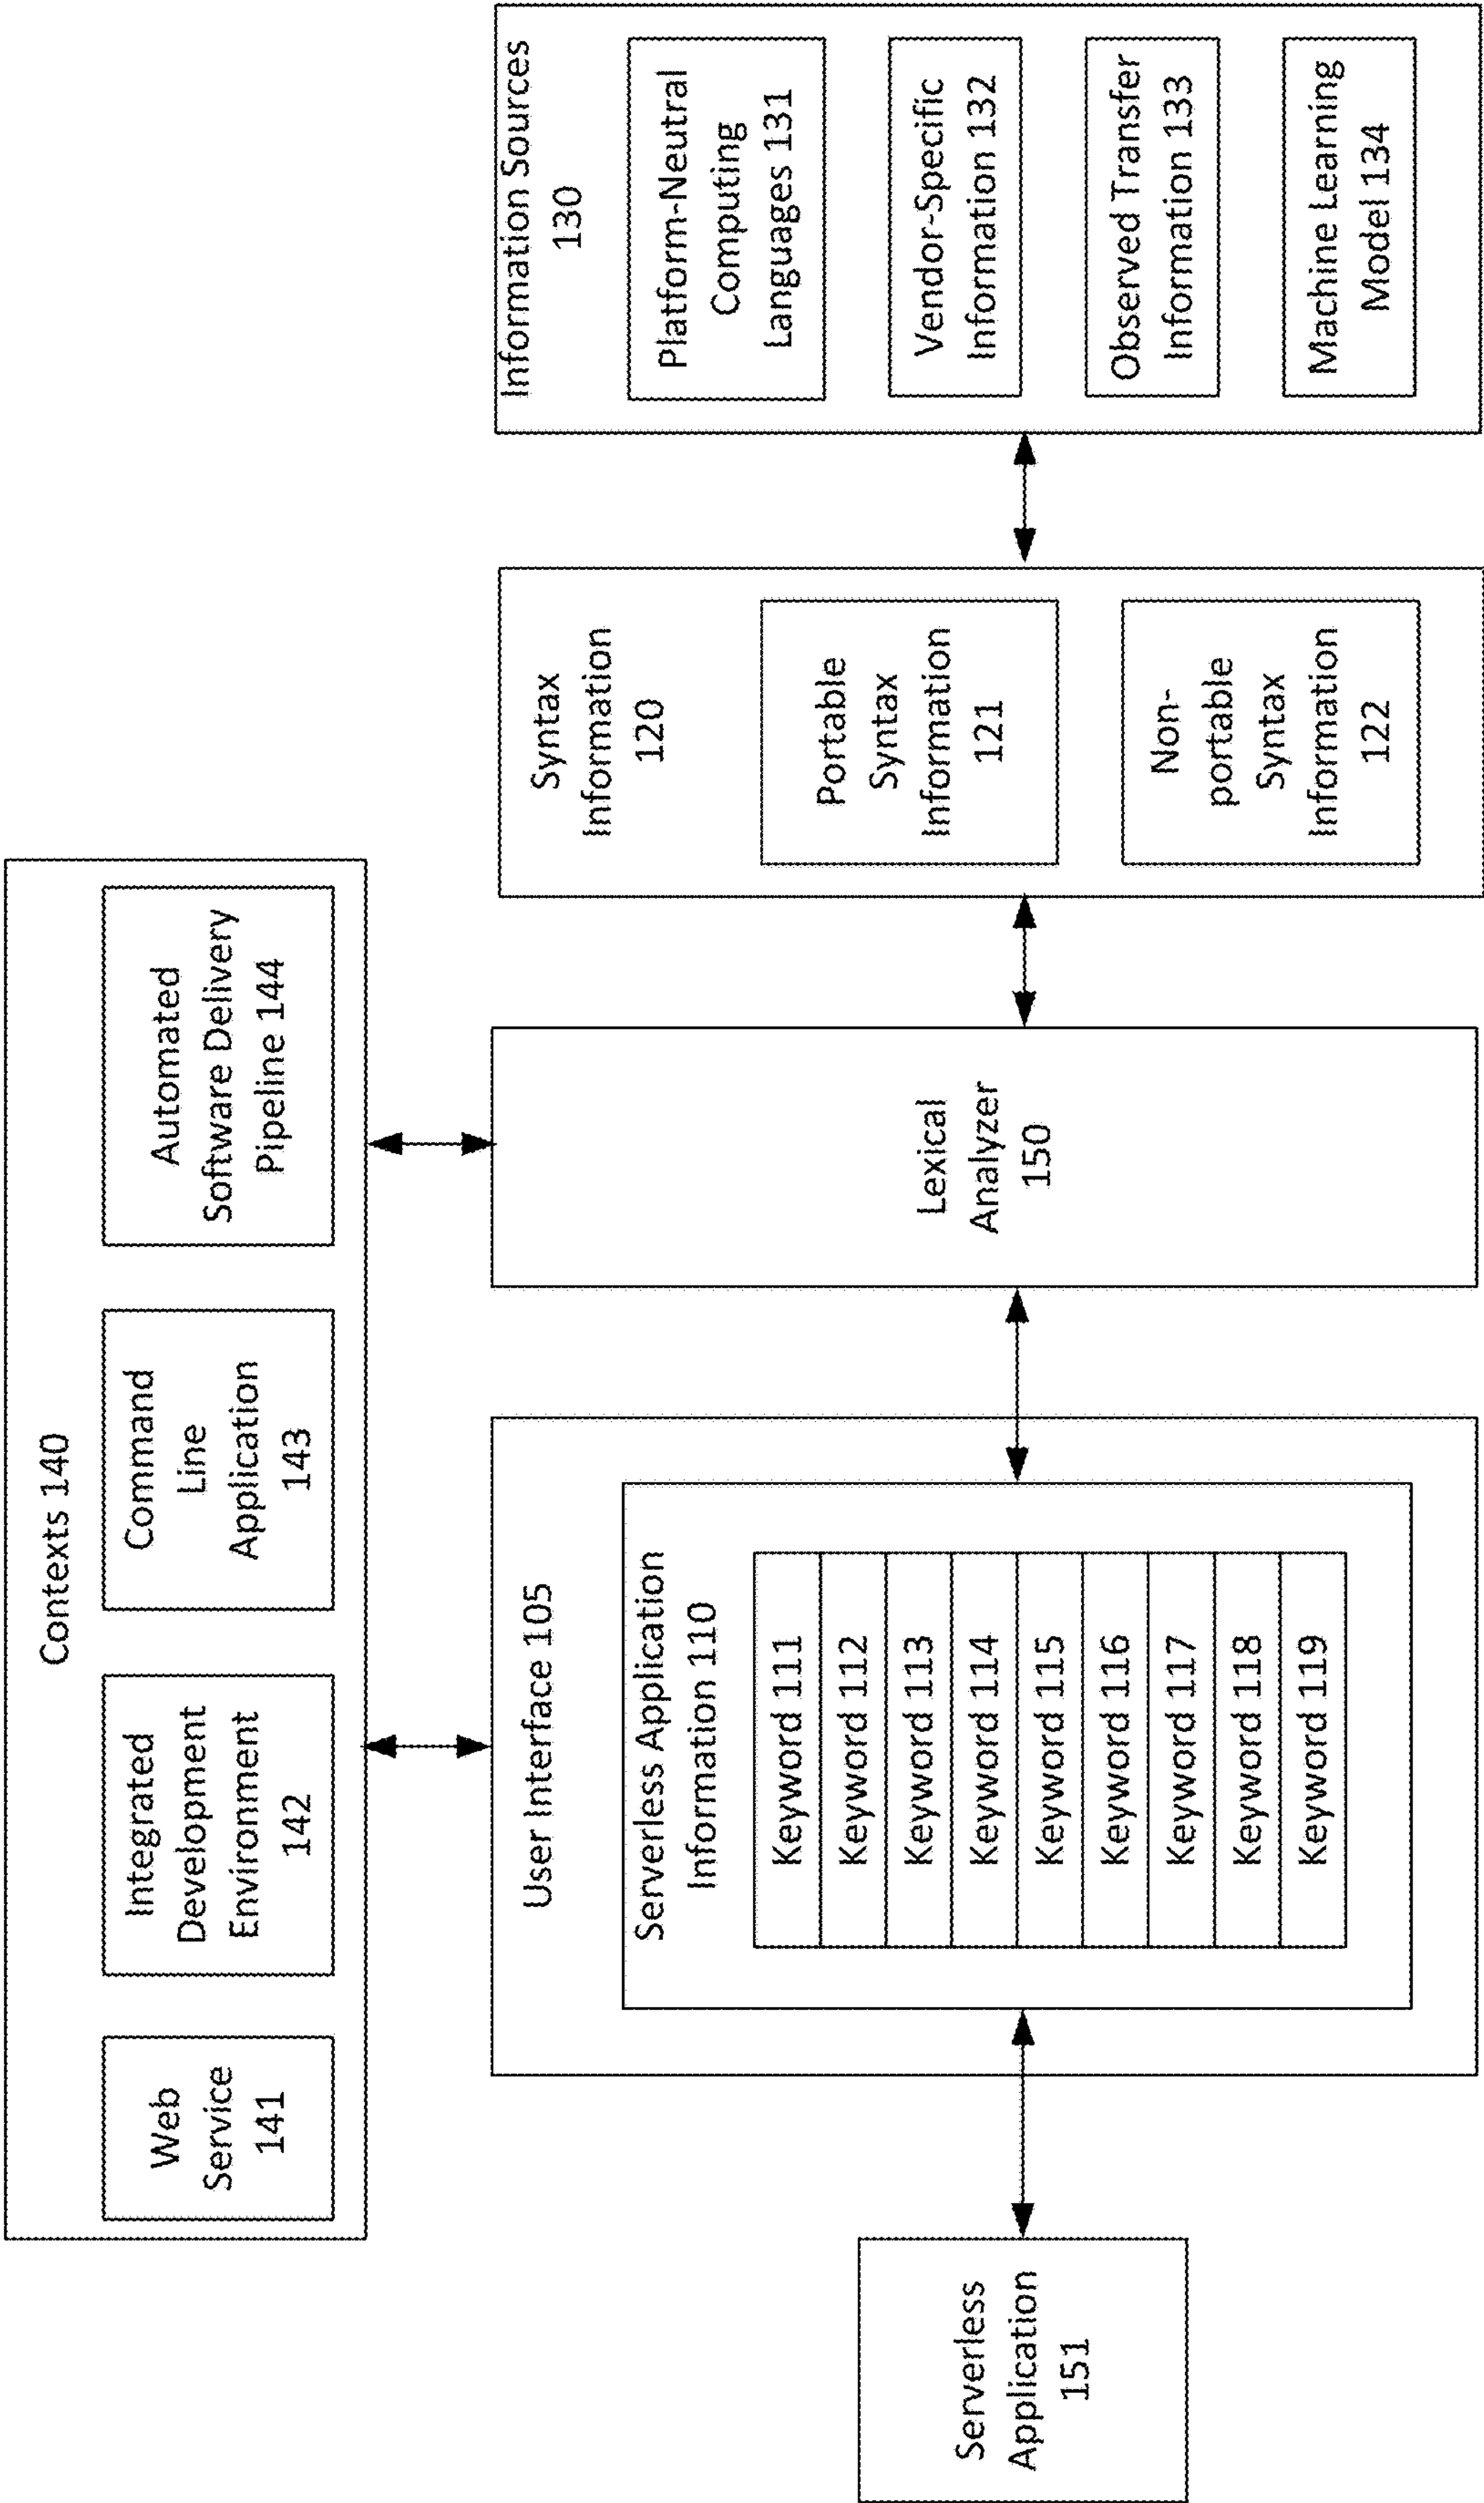 Contexts 140
Web
Service
141
Integrated
Development
Environment
142
Command
Line
Application
143
Automated
Software Delivery
Pipeline 144
Serverless
Application
151
User Interface 105
Serverless Application
Information 110
Keyword 111
Keyword 112
Keyword 113
Keyword 114
Keyword 115
Keyword 116
Keyword 117
Keyword 118
Keyword 119
Lexical
Analyzer
150
Syntax
Information
120
Portable
Syntax
Information
121
Non-
portable
Syntax
Information
122
Information Sources
130
Platform-Neutral
Computing
Languages 131
Vendor-Specific
Information 132
Observed Transfer
Information 133
Machine Learning
Model 134